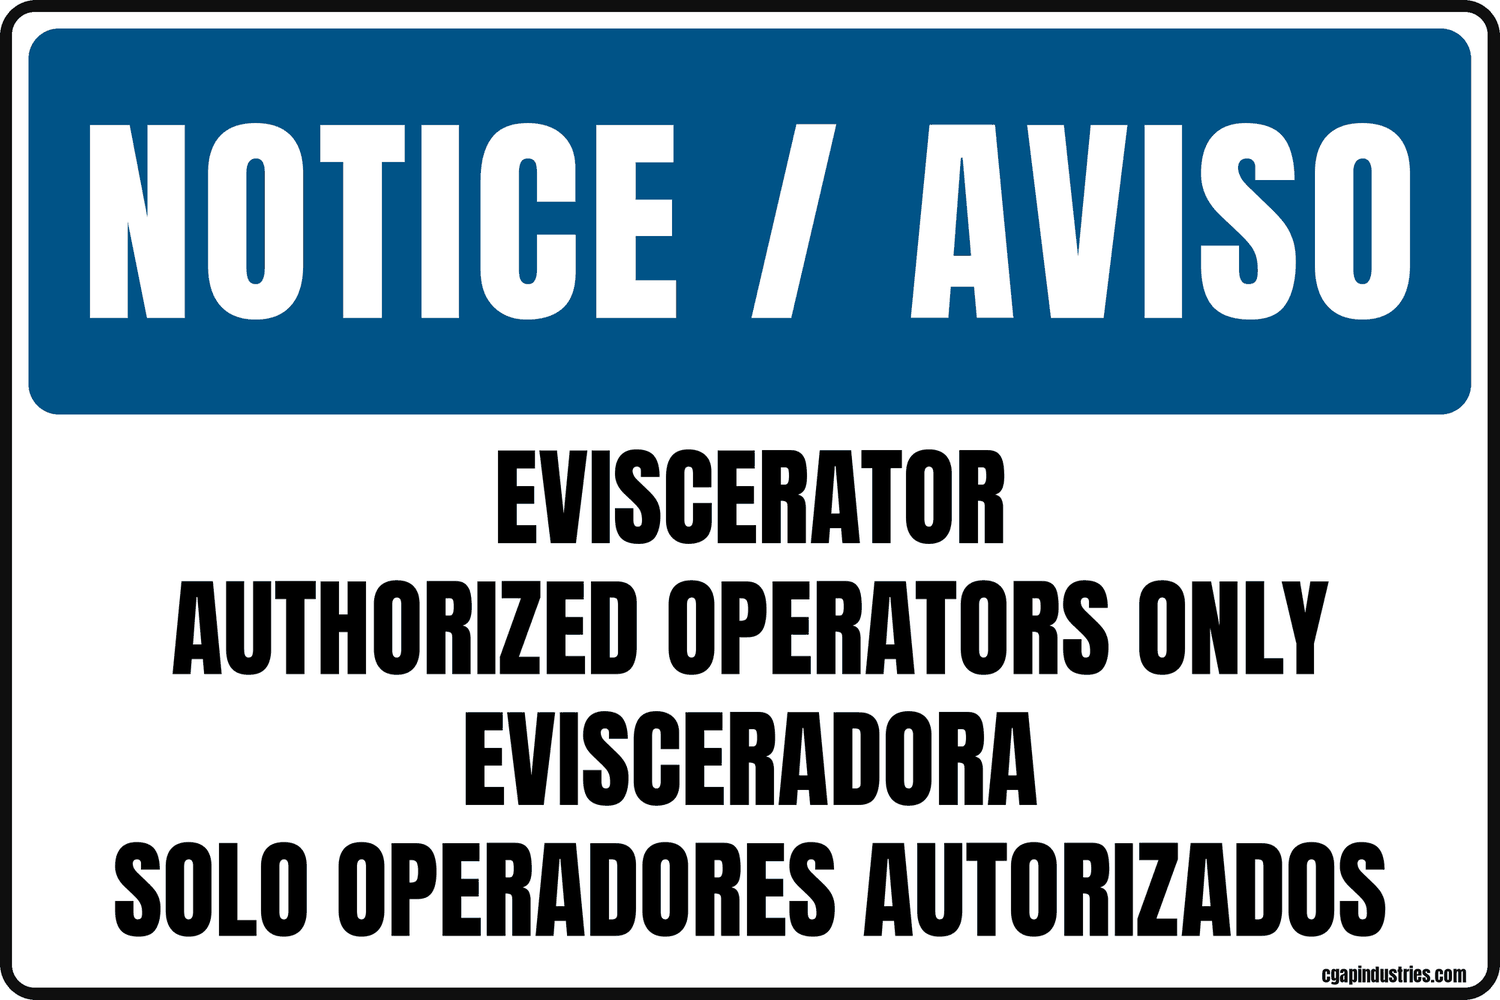 NOTICE / AVISO
EVISCERATOR
AUTHORIZED OPERATORS ONLY
EVISCERADORA
SOLO OPERADORES AUTORIZADOS
cgapindustries.com